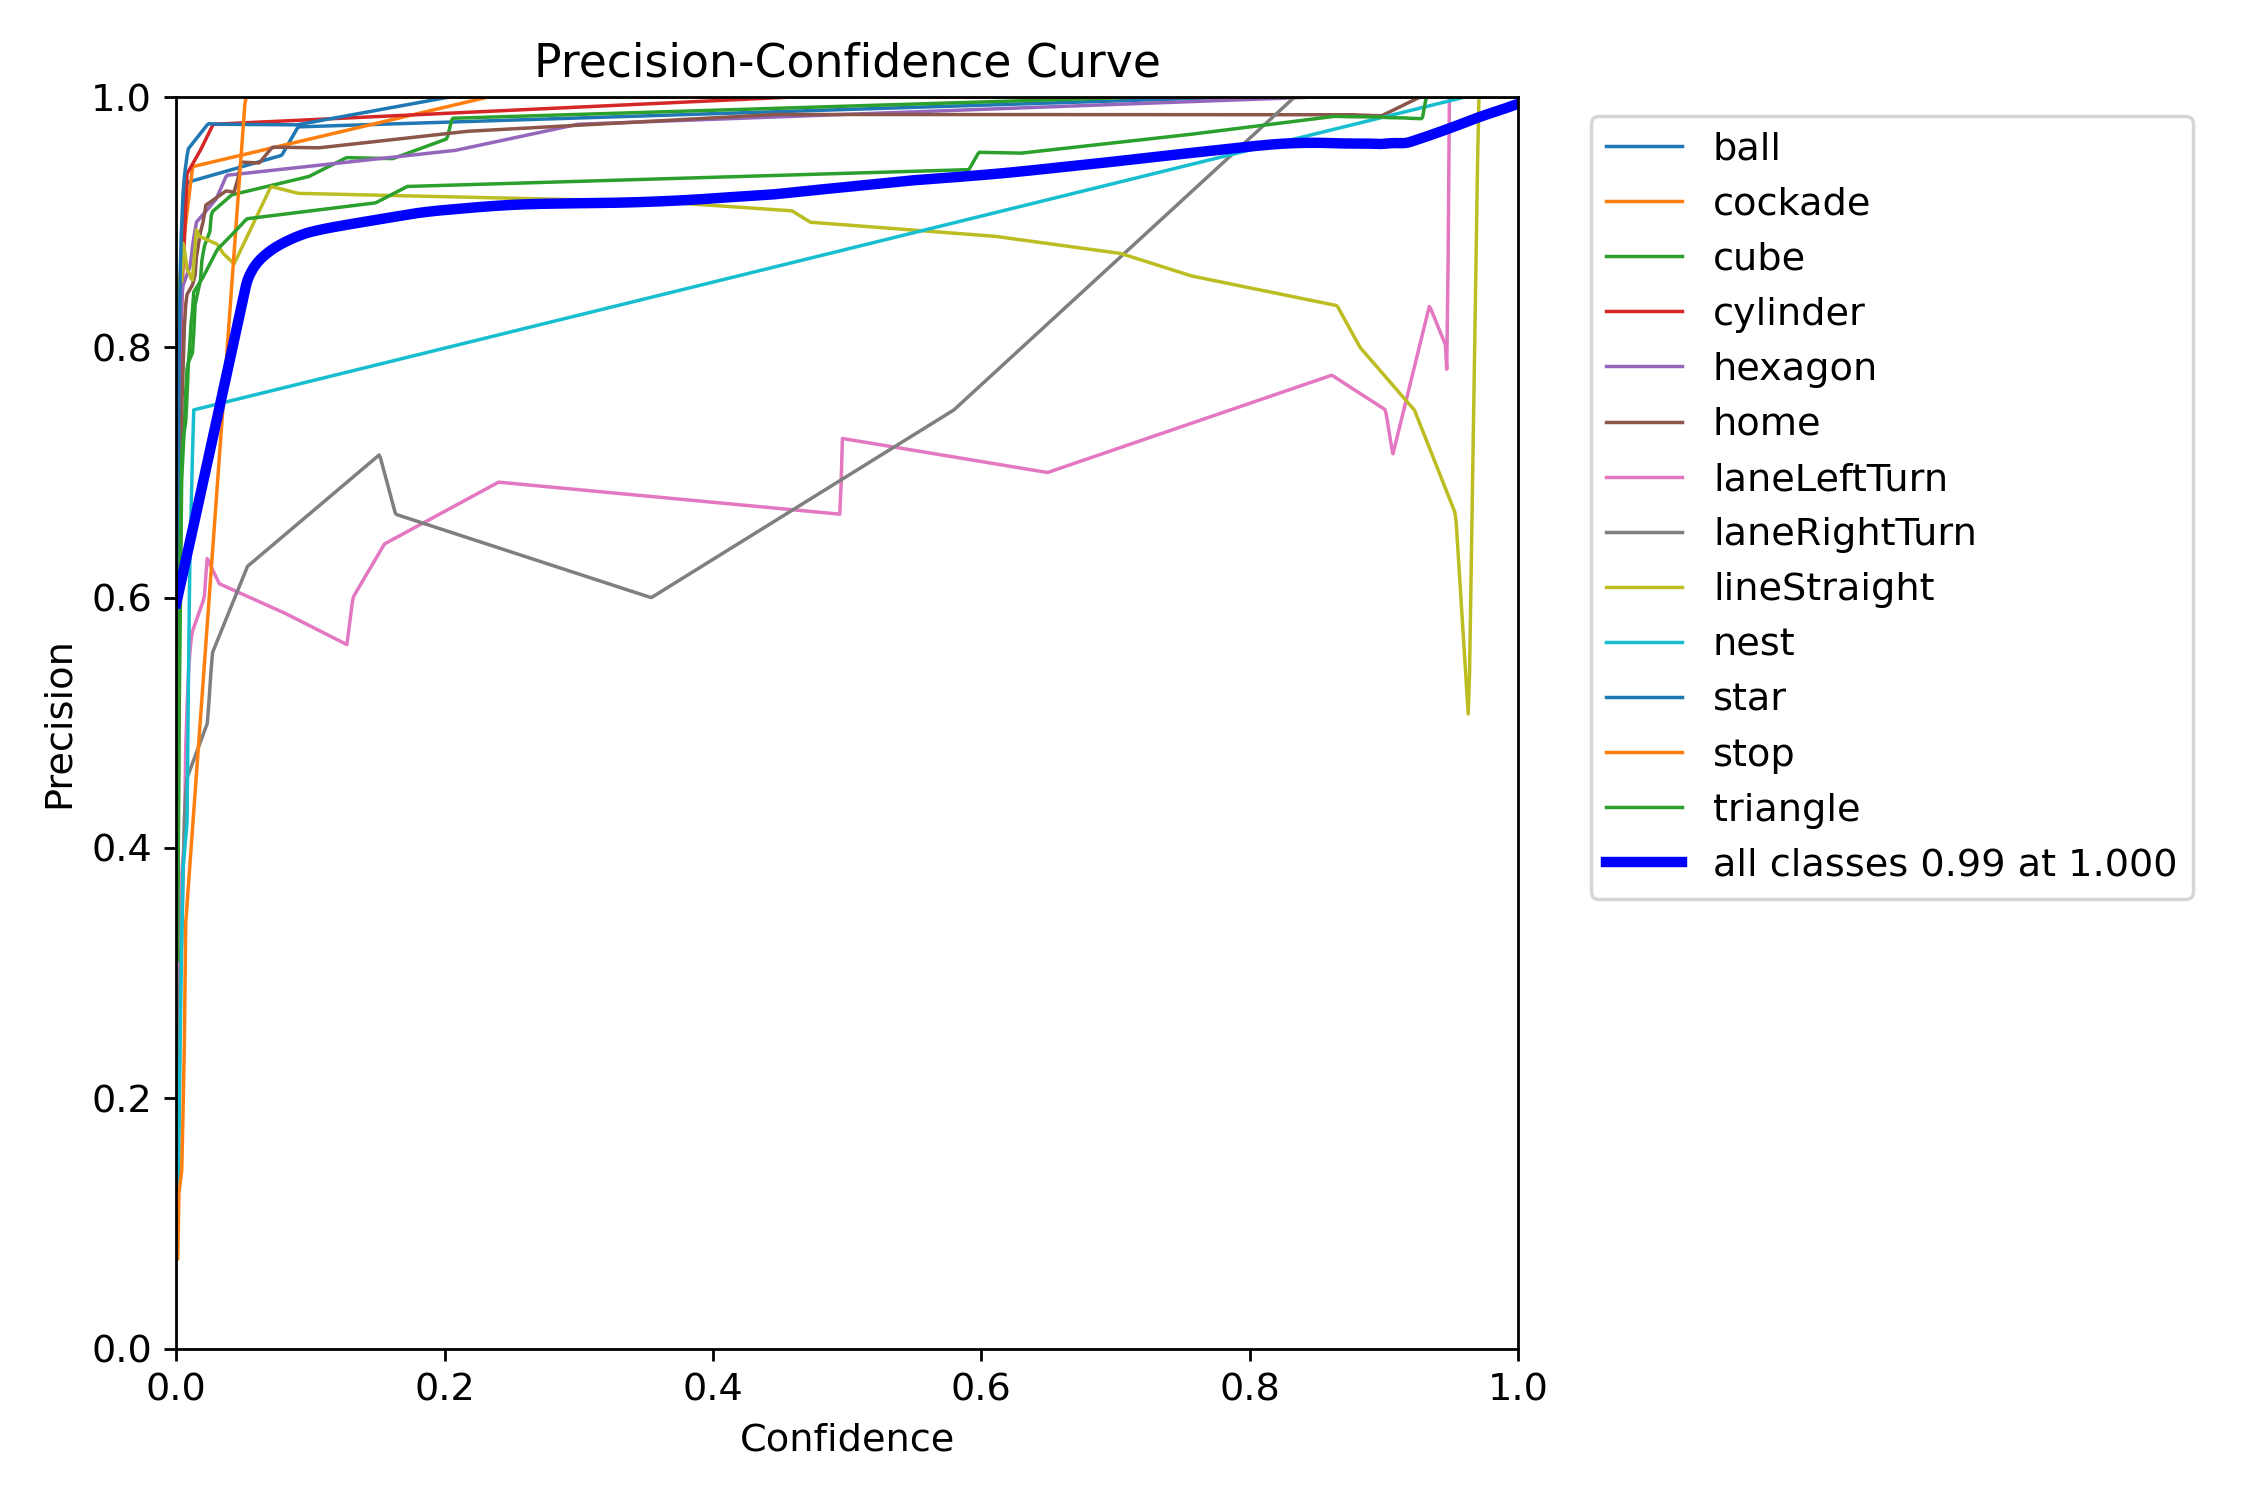 Precision-Confidence Curve
1.0
0.8
0.6
0.4
0.2
0.0
Precision
0.0 0.2 0.4 0.6 0.8 1.0
Confidence
ball
cockade
cube
cylinder
hexagon
home
laneLeftTurn
laneRightTurn
lineStraight
nest
star
stop
triangle
all classes 0.99 at 1.000